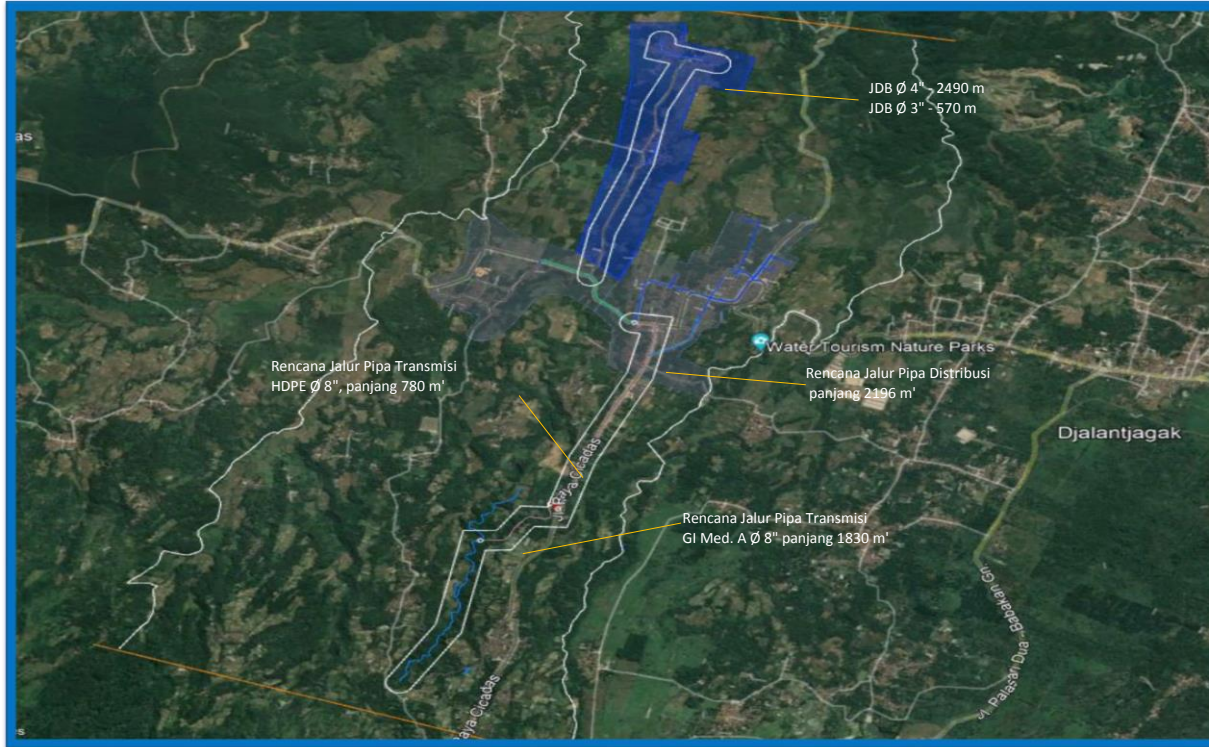 JDB Ø 4" - 2490 m
JDB Ø 3" - 570 m
as
Water Tourism Nature Parks
Rencana Jalur Pipa Transmisi
HDPE Ø 8", panjang 780 m'
Rencana Jalur Pipa Distribusi
panjang 2196 m'
Djalantjagak
Raya Cicadas
Rencana Jalur Pipa Transmisi
GI Med. A Ø 8" panjang 1830 m'
Jl. Palasari Dua
Babakan Gn.
Raya Cicadas
s